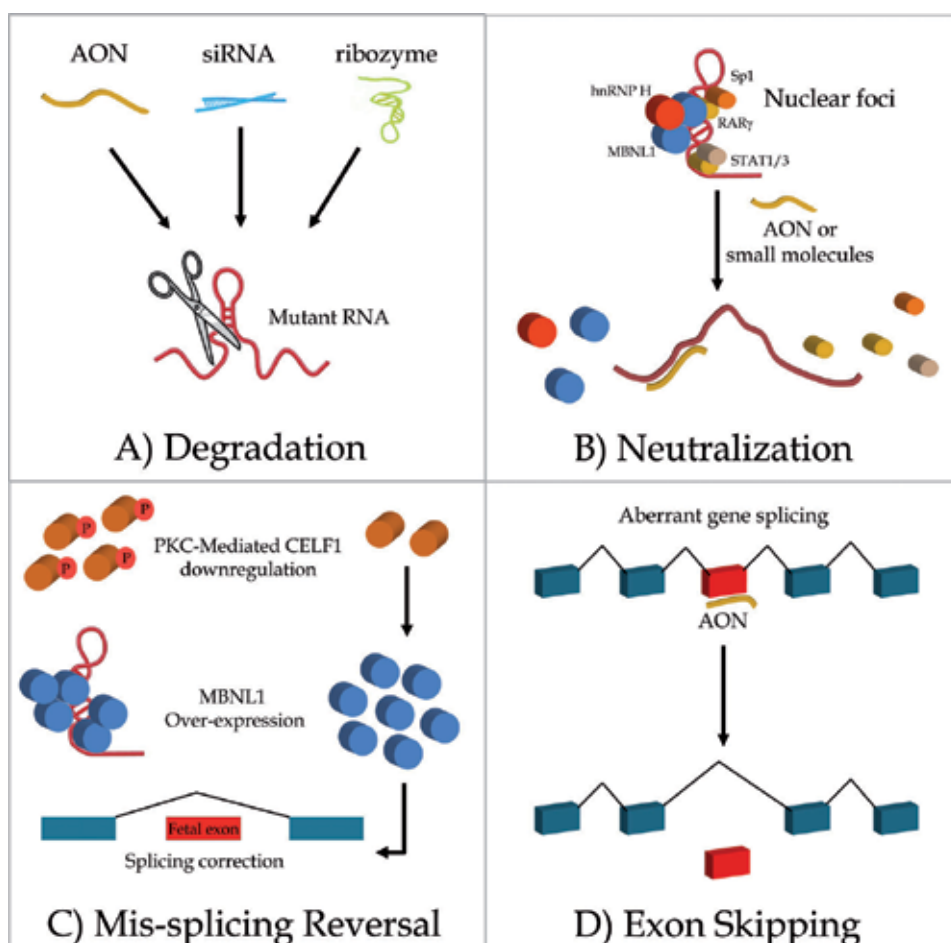 AON
siRNA
ribozyme
Mutant RNA
A) Degradation
Sp1
hnRNP H
Nuclear foci
RARγ
MBNL1
STAT1/3
AON or
small molecules
B) Neutralization
P
P
P
P
PKC-Mediated CELF1
downregulation
MBNL1
Over-expression
Fetal exon
Splicing correction
C) Mis-splicing Reversal
Aberrant gene splicing
AON
D) Exon Skipping